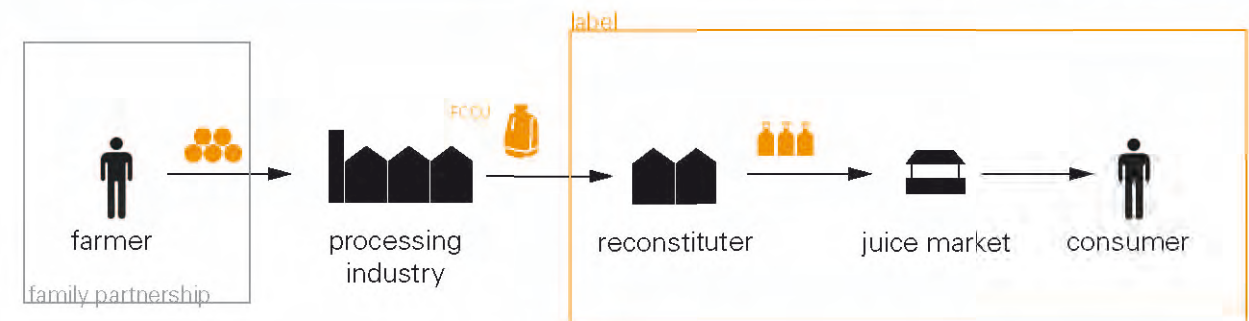 label
FCOJ
farmer
processing
industry
reconstituter
juice market
consumer
family partnership